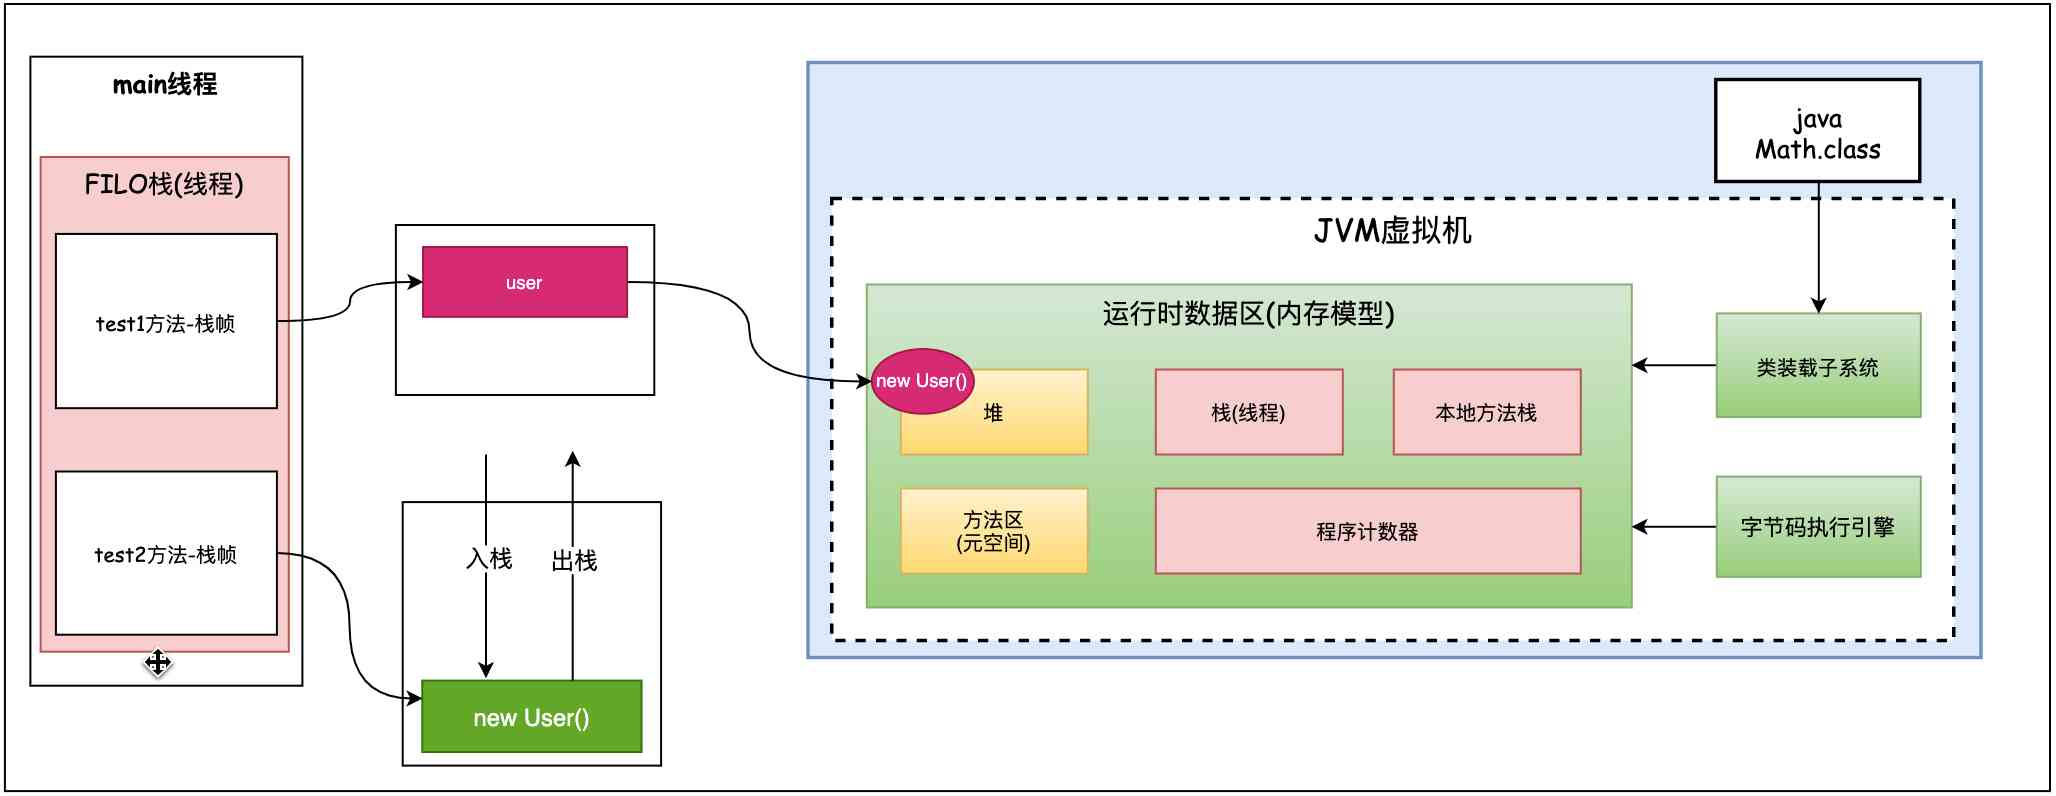 main线程
FILO栈(线程)
test1方法-栈帧
test2方法-栈帧
user
入栈
出栈
new User()
java
Math.class
JVM虚拟机
运行时数据区(内存模型)
new User()
堆
栈(线程)
本地方法栈
方法区
(元空间)
程序计数器
类装载子系统
字节码执行引擎